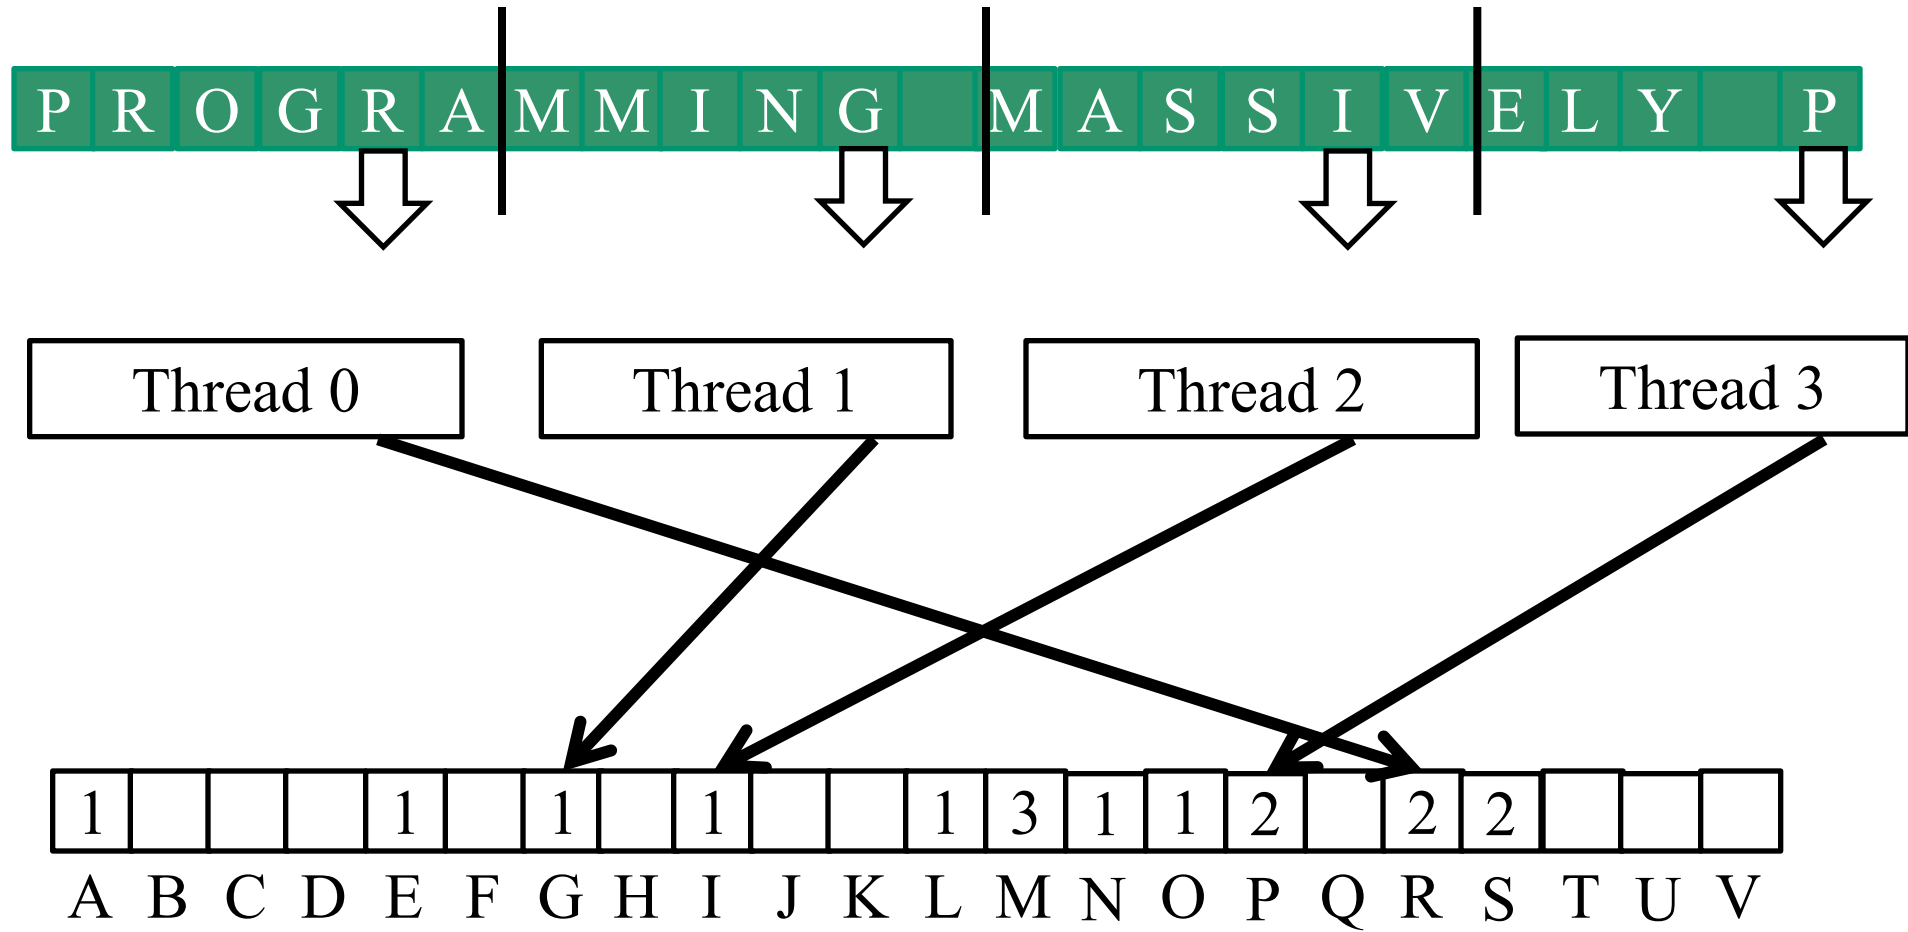 P R O G R A M M I N G M A S S I V E L Y P
Thread 0 Thread 1 Thread 2 Thread 3
1 1 1 1 1 3 1 1 2 2 2
A B C D E F G H I J K L M N O P Q R S T U V